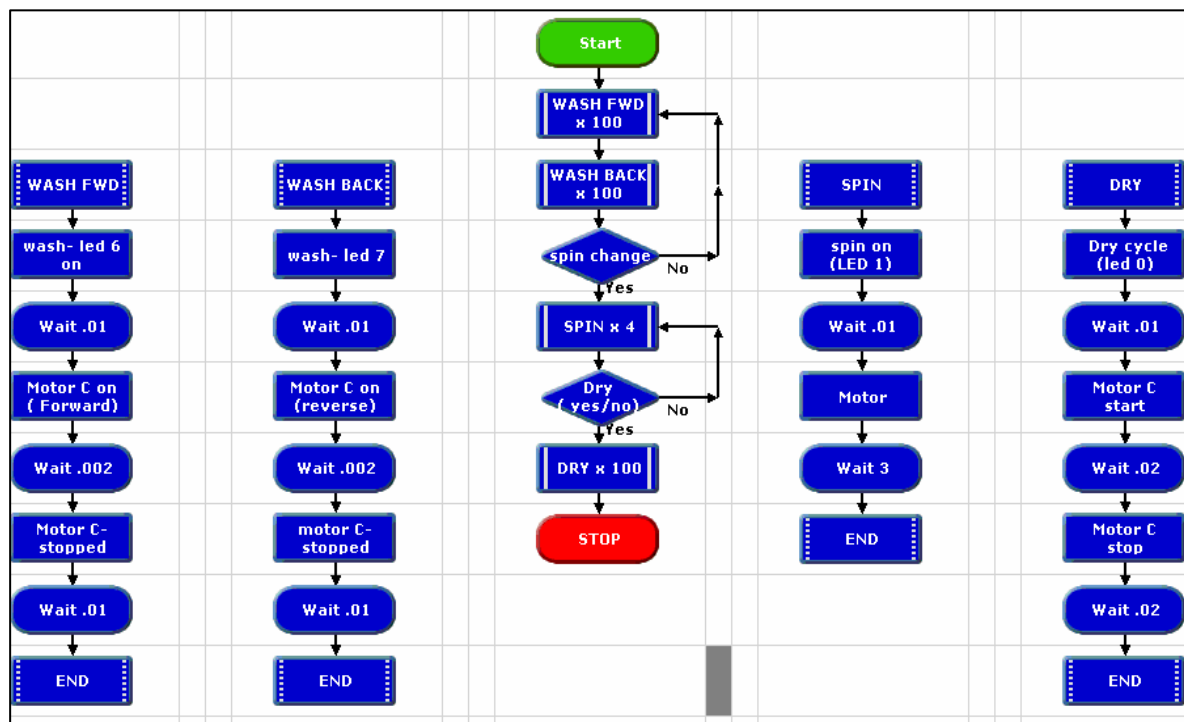 WASH FWD
wash- led 6
on
Wait .01
Motor C on
( Forward)
Wait .002
Motor C-
stopped
Wait .01
END
WASH BACK
wash- led 7
Wait .01
Motor C on
(reverse)
Wait .002
motor C-
stopped
Wait .01
END
Start
WASH FWD
x 100
WASH BACK
x 100
spin change
No
Yes
SPIN x 4
Dry
( yes/no)
No
Yes
DRY x 100
STOP
SPIN
spin on
(LED 1)
Wait .01
Motor
Wait 3
END
DRY
Dry cycle
(led 0)
Wait .01
Motor C
start
Wait .02
Motor C
stop
Wait .02
END